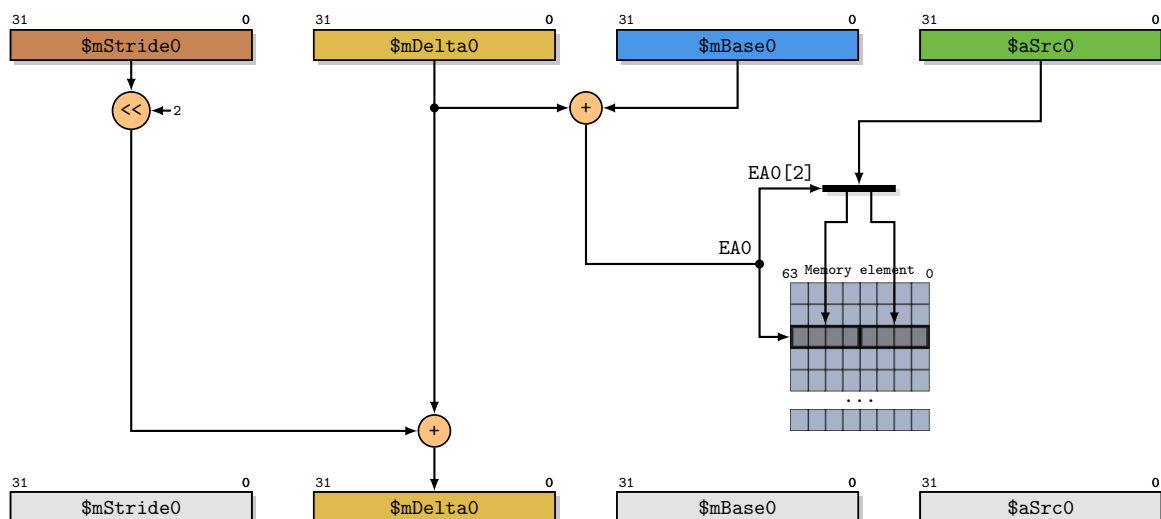 31 0 31 0 31 0 31 0
$mStride0 $mDelta0 $mBase0 $aSrc0
<< 2 + +
EA0[2]
EA0
63 Memory element 0
...
+
31 0 31 0 31 0 31 0
$mStride0 $mDelta0 $mBase0 $aSrc0